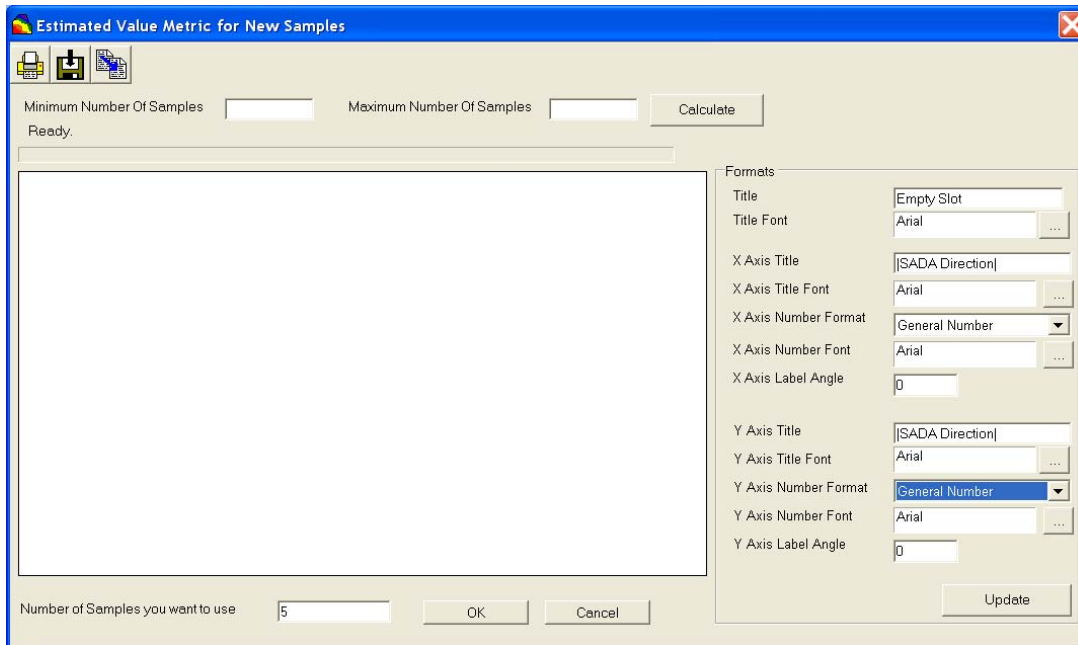 Estimated Value Metric for New Samples
Minimum Number Of Samples Maximum Number Of Samples Calculate
Ready.
Formats
Title Empty Slot
Title Font Arial ...
X Axis Title |SADA Direction|
X Axis Title Font Arial ...
X Axis Number Format General Number
X Axis Number Font Arial ...
X Axis Label Angle 0
Y Axis Title |SADA Direction|
Y Axis Title Font Arial ...
Y Axis Number Format General Number
Y Axis Number Font Arial ...
Y Axis Label Angle 0
Update
Number of Samples you want to use 5 OK Cancel